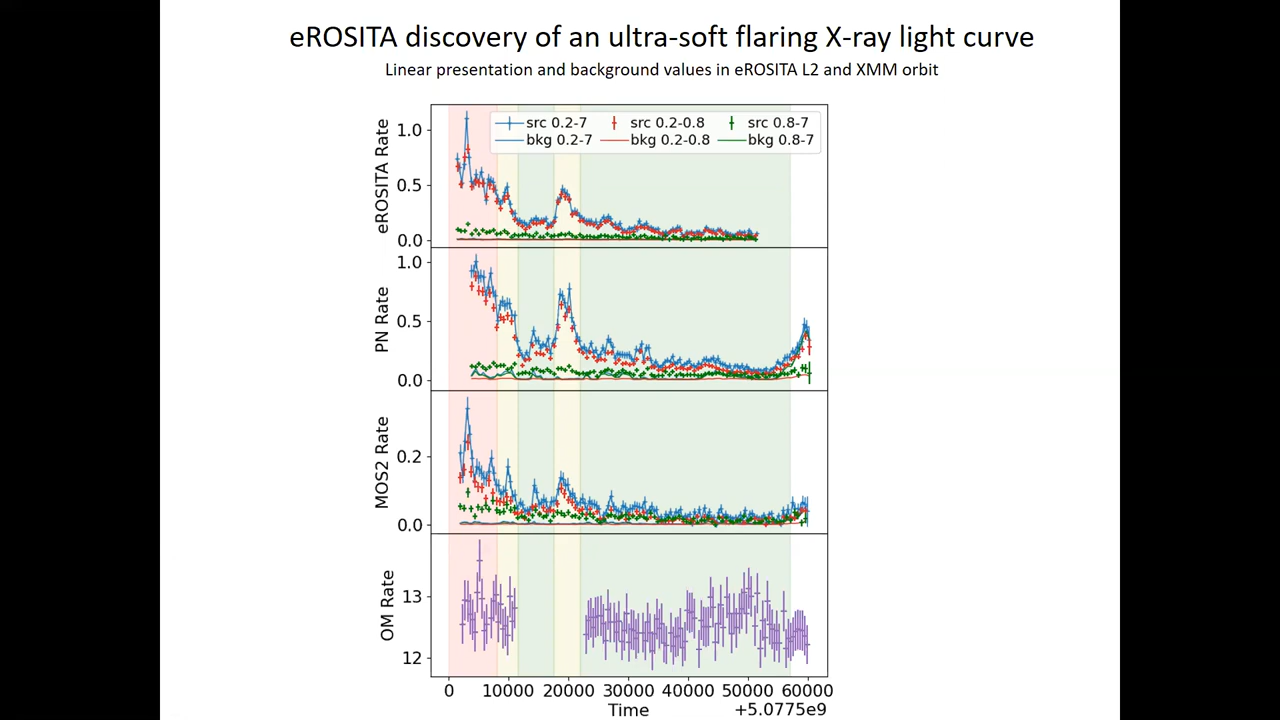 eROSITA discovery of an ultra-soft flaring X-ray light curve
Linear presentation and background values in eROSITA L2 and XMM orbit
src 0.2-7 src 0.2-0.8 src 0.8-7
bkg 0.2-7 bkg 0.2-0.8 bkg 0.8-7
eROSITA Rate
1.0
0.5
0.0
PN Rate
1.0
0.5
0.0
MOS2 Rate
0.2
0.0
OM Rate
13
12
0 10000 20000 30000 40000 50000 60000
Time +5.0775e9